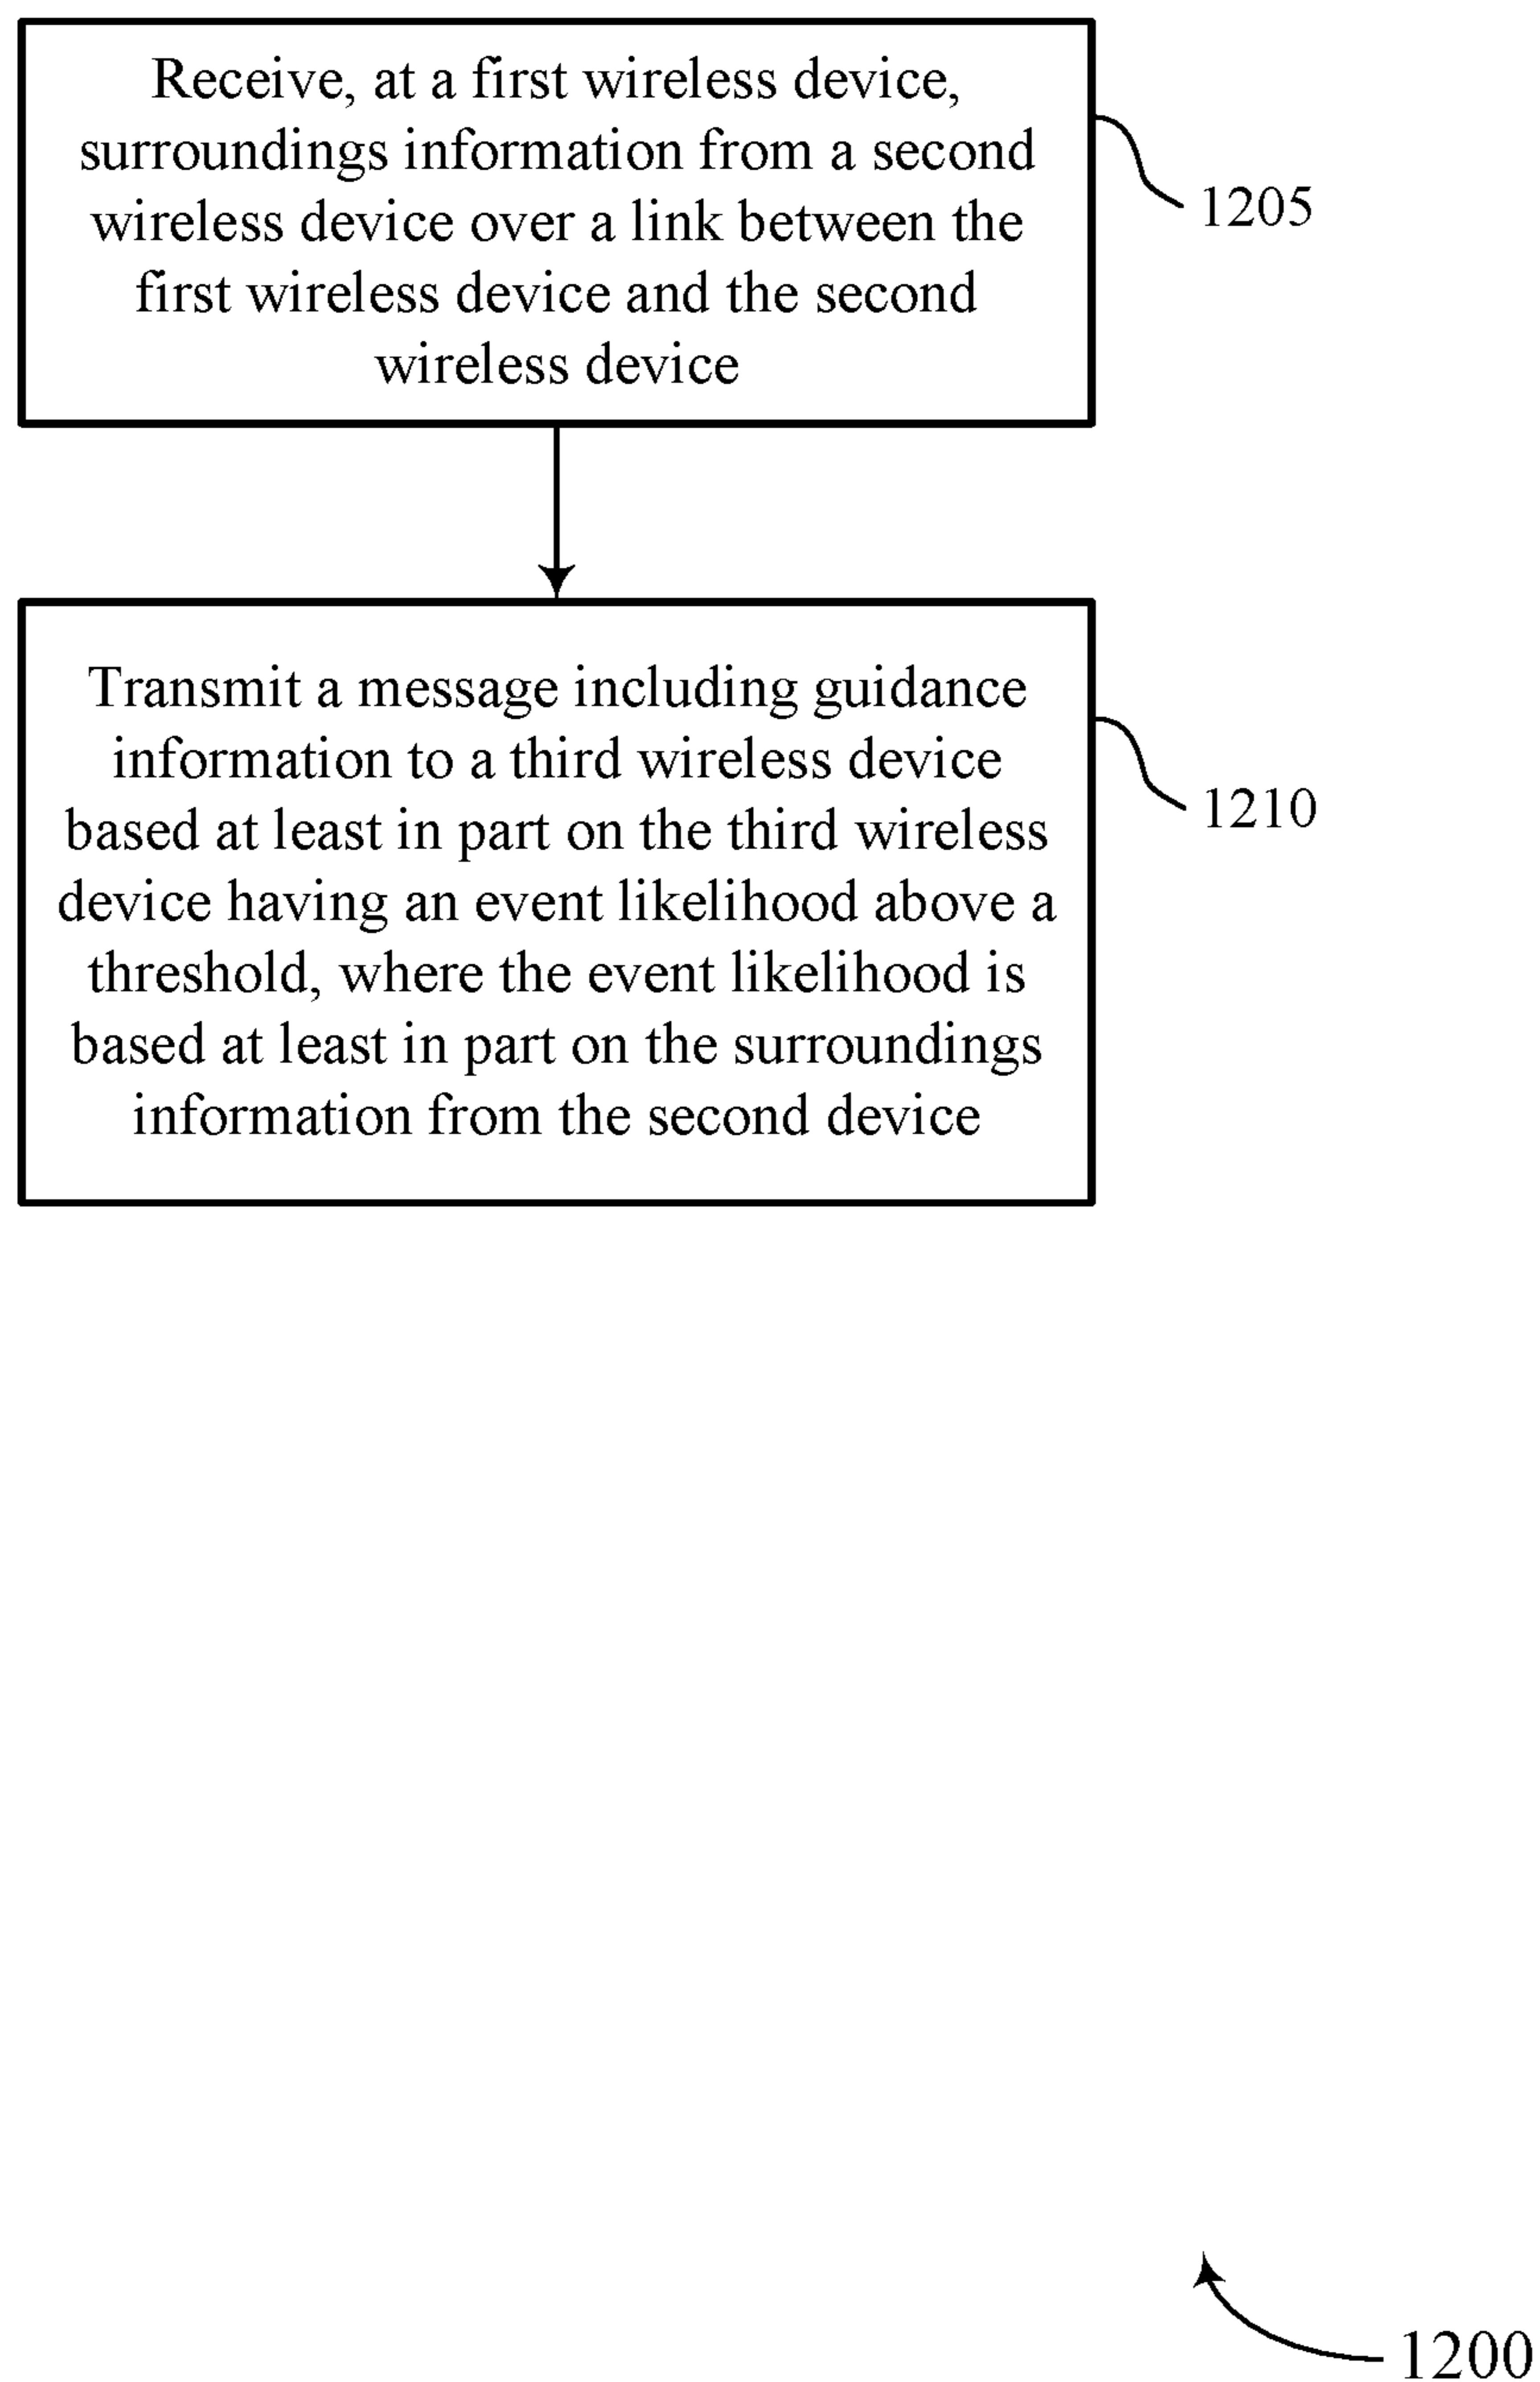 Receive, at a first wireless device,
surroundings information from a second
wireless device over a link between the
first wireless device and the second
wireless device
1205
Transmit a message including guidance
information to a third wireless device
based at least in part on the third wireless
device having an event likelihood above a
threshold, where the event likelihood is
based at least in part on the surroundings
information from the second device
1210
1200